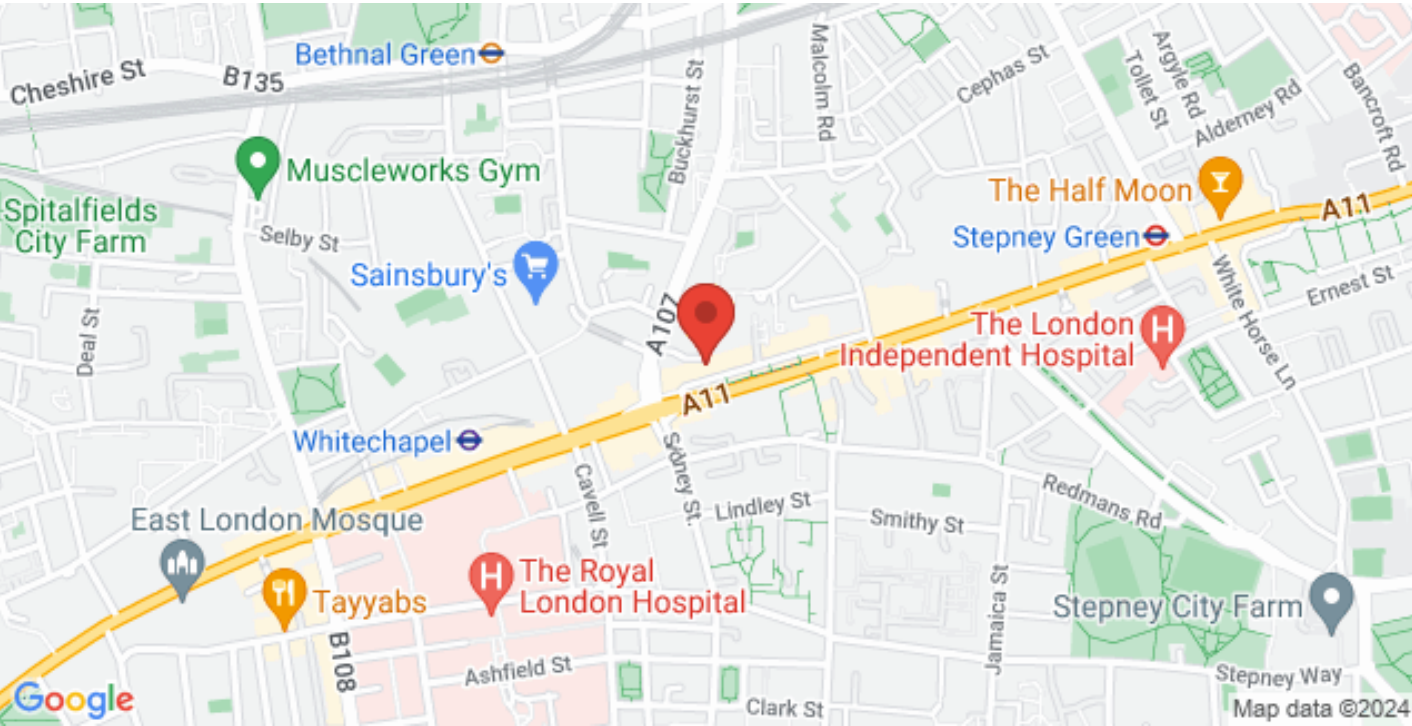 Bethnal Green
Cheshire St
B135
Buckhurst St
Malcolm Rd
Cephas St
Tollet St
Argyle Rd
Alderney Rd
Bancroft Rd
Muscleworks Gym
The Half Moon
Spitalfields
City Farm
Selby St
A11
Stepney Green
Sainsbury's
White Horse Ln
Ernest St
Deal St
A107
The London
Independent Hospital
A11
Whitechapel
Sidney St.
Cavell St
Lindley St
Smithy St
Redmans Rd
East London Mosque
The Royal
London Hospital
Tayyabs
Jamaica St
Stepney City Farm
B108
Ashfield St
Stepney Way
Google
Clark St
Map data ©2024